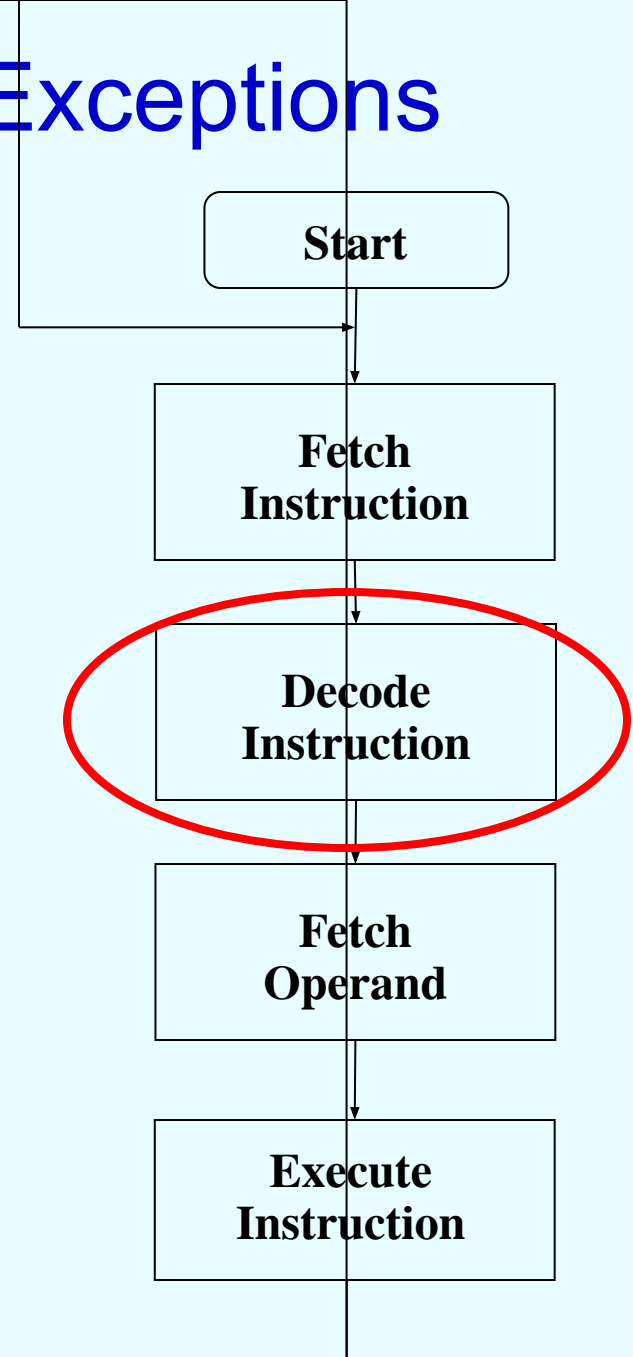 Exceptions
Start
Fetch
Instruction
Decode
Instruction
Fetch
Operand
Execute
Instruction